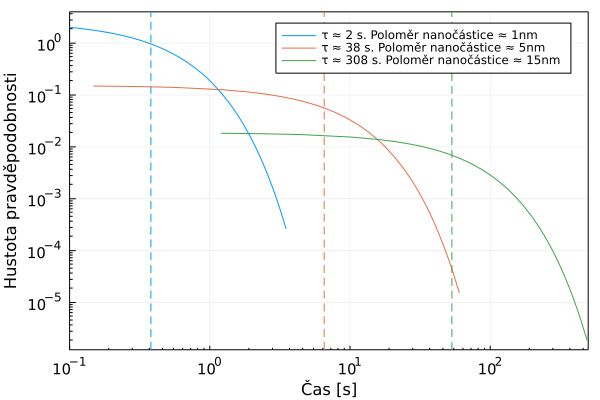 τ ≈ 2 s. Poloměr nanočástice ≈ 1nm
τ ≈ 38 s. Poloměr nanočástice ≈ 5nm
τ ≈ 308 s. Poloměr nanočástice ≈ 15nm
Hustota pravděpodobnosti
10⁰
10⁻¹
10⁻²
10⁻³
10⁻⁴
10⁻⁵
10⁻¹ 10⁰ 10¹ 10²
Čas [s]